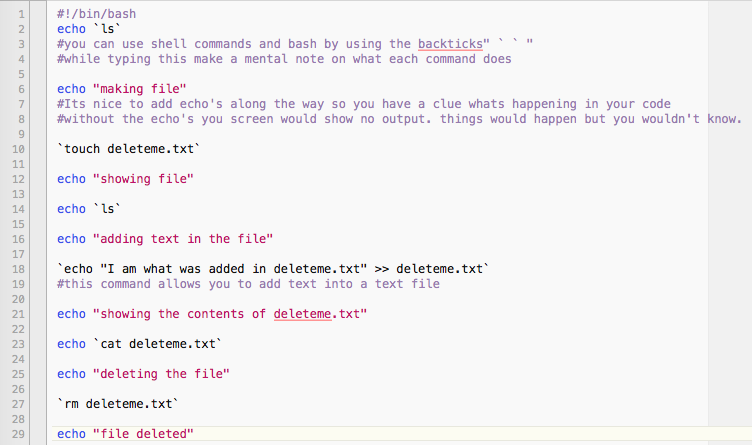 1 #!/bin/bash
2 echo `ls`
3 #you can use shell commands and bash by using the backticks" ` ` "
4 #while typing this make a mental note on what each command does
5
6 echo "making file"
7 #Its nice to add echo's along the way so you have a clue whats happening in your code
8 #without the echo's you screen would show no output. things would happen but you wouldn't know.
9
10 `touch deleteme.txt`
11
12 echo "showing file"
13
14 echo `ls`
15
16 echo "adding text in the file"
17
18 `echo "I am what was added in deleteme.txt" >> deleteme.txt`
19 #this command allows you to add text into a text file
20
21 echo "showing the contents of deleteme.txt"
22
23 echo `cat deleteme.txt`
24
25 echo "deleting the file"
26
27 `rm deleteme.txt`
28
29 echo "file deleted"